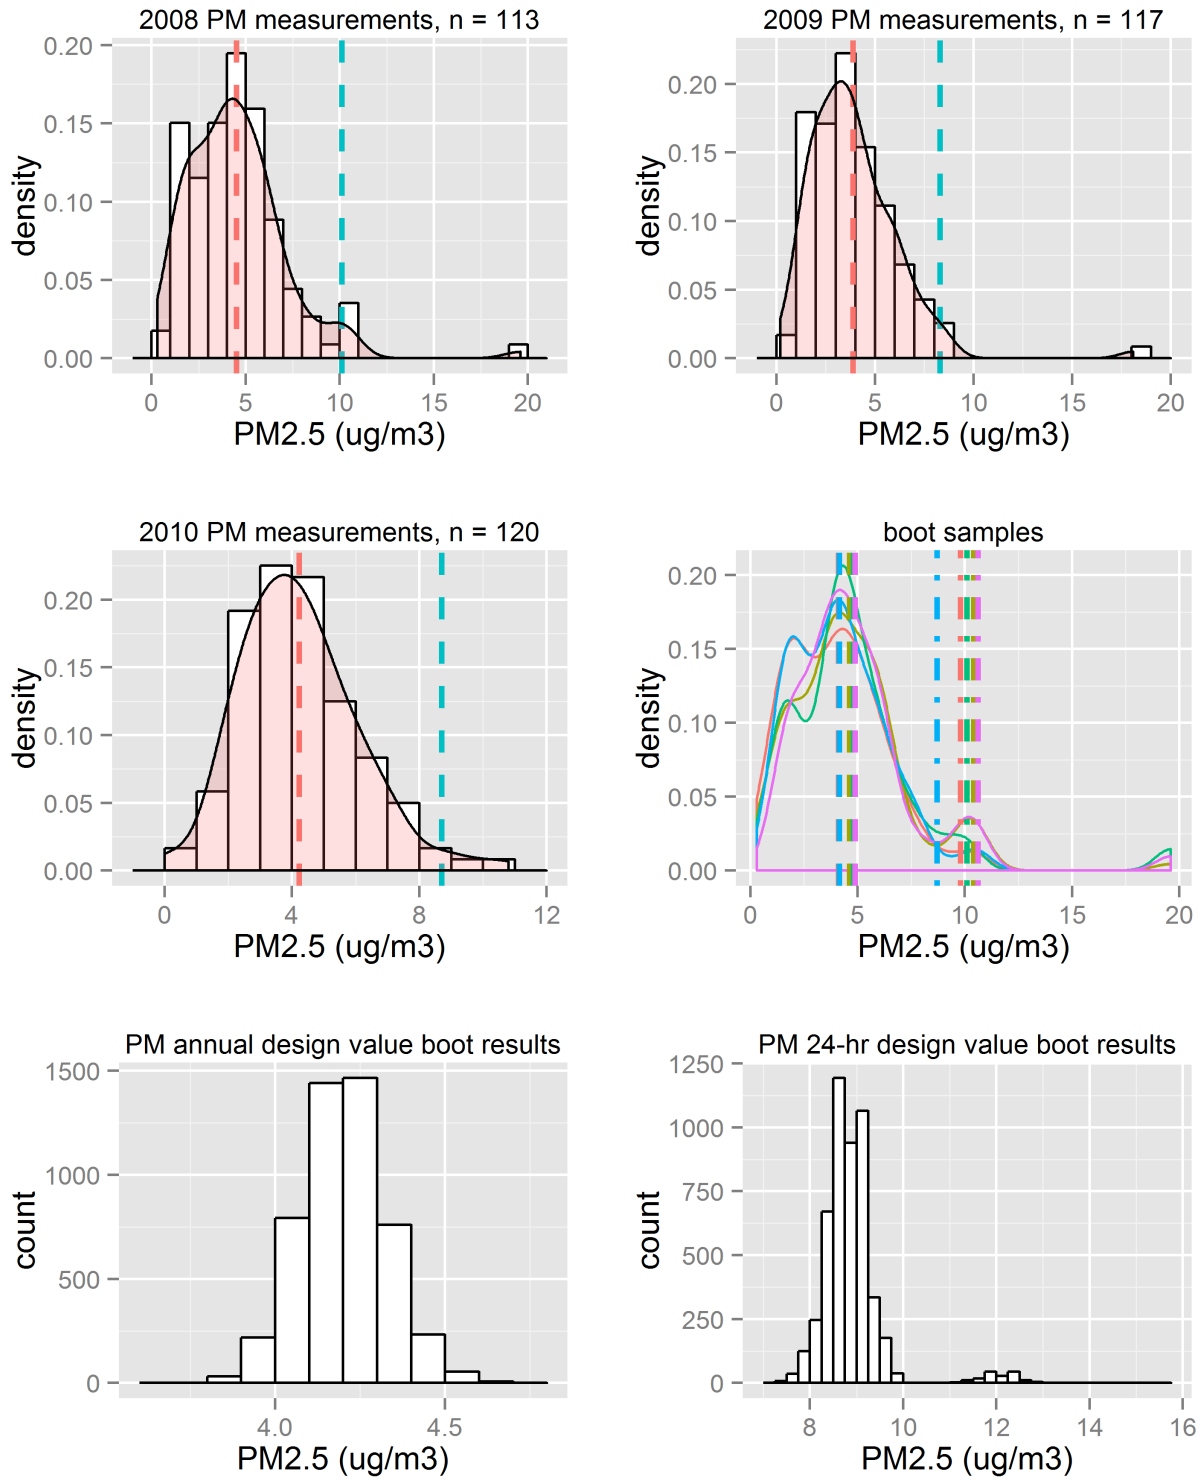 2008 PM measurements, n = 113
0.20
0.15
0.10
0.05
0.00
density
0 5 10 15 20
PM2.5 (ug/m3)
2009 PM measurements, n = 117
0.20
0.15
0.10
0.05
0.00
density
0 5 10 15 20
PM2.5 (ug/m3)
2010 PM measurements, n = 120
0.20
0.15
0.10
0.05
0.00
density
0 4 8 12
PM2.5 (ug/m3)
boot samples
0.20
0.15
0.10
0.05
0.00
density
0 5 10 15 20
PM2.5 (ug/m3)
PM annual design value boot results
1500
1000
500
0
count
4.0 4.5
PM2.5 (ug/m3)
PM 24-hr design value boot results
1250
1000
750
500
250
0
count
8 10 12 14 16
PM2.5 (ug/m3)